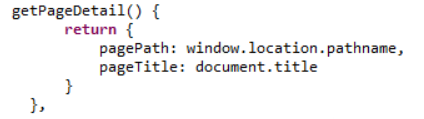 getPageDetail() {
return {
pagePath: window.location.pathname,
pageTitle: document.title
}
},